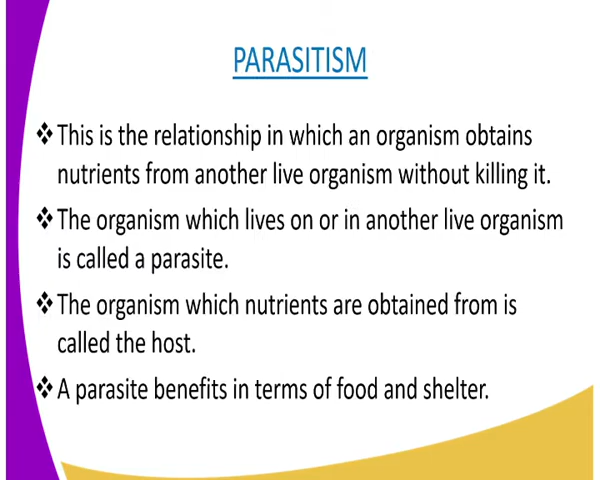 PARASITISM
❖ This is the relationship in which an organism obtains
nutrients from another live organism without killing it.
❖ The organism which lives on or in another live organism
is called a parasite.
❖ The organism which nutrients are obtained from is
called the host.
❖ A parasite benefits in terms of food and shelter.